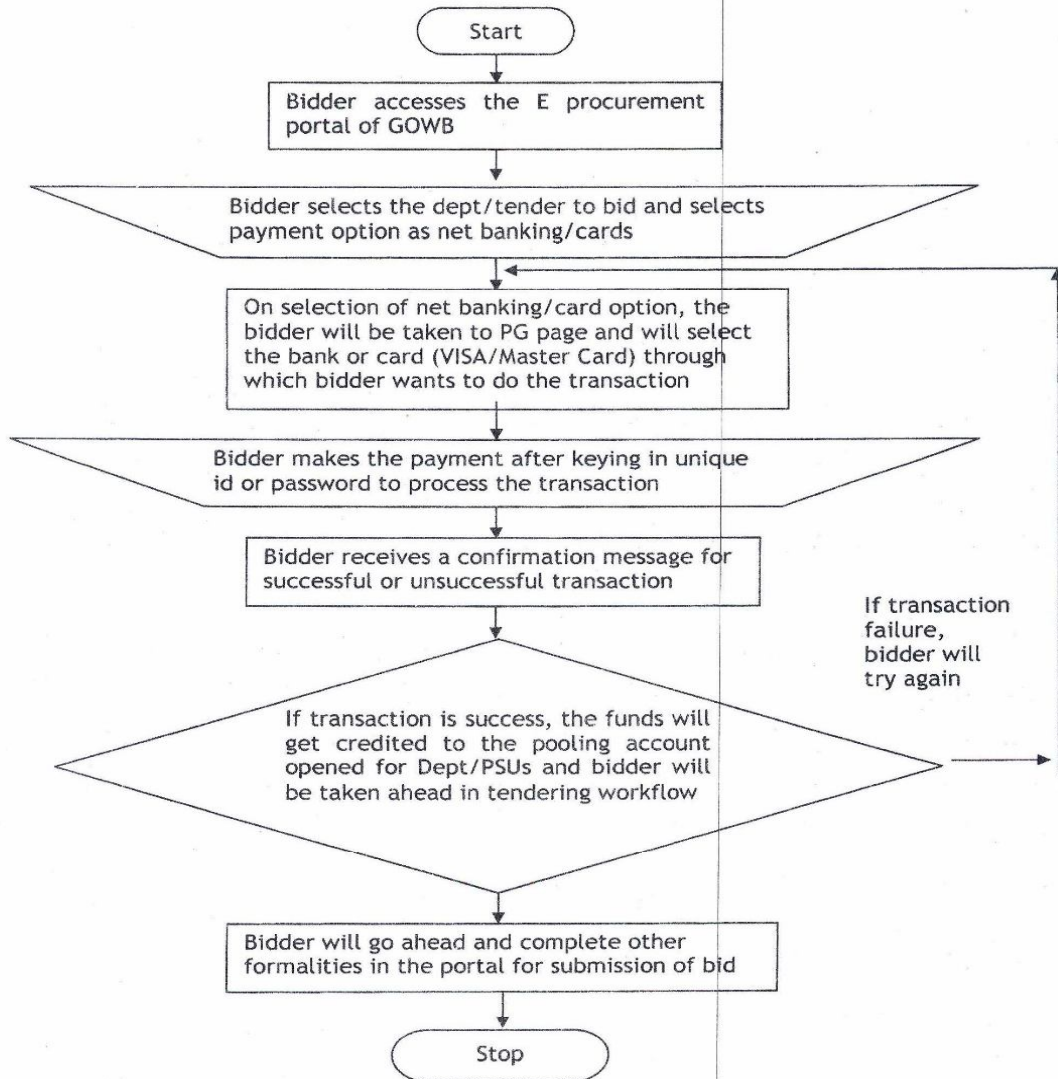 Start
Bidder accesses the E procurement
portal of GOWB
Bidder selects the dept/tender to bid and selects
payment option as net banking/cards
On selection of net banking/card option, the
bidder will be taken to PG page and will select
the bank or card (VISA/Master Card) through
which bidder wants to do the transaction
Bidder makes the payment after keying in unique
id or password to process the transaction
Bidder receives a confirmation message for
successful or unsuccessful transaction
If transaction
failure,
bidder will
try again
If transaction is success, the funds will
get credited to the pooling account
opened for Dept/PSUs and bidder will
be taken ahead in tendering workflow
Bidder will go ahead and complete other
formalities in the portal for submission of bid
Stop